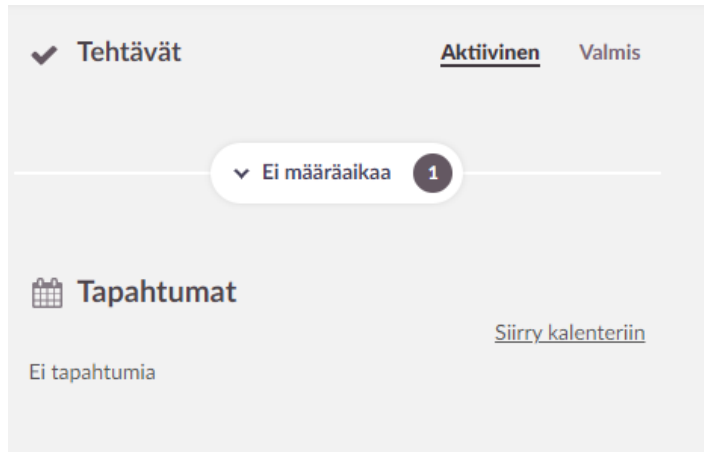 Tehtävät Aktiivinen Valmis
Ei määräaikaa 1
Tapahtumat
Siirry kalenteriin
Ei tapahtumia